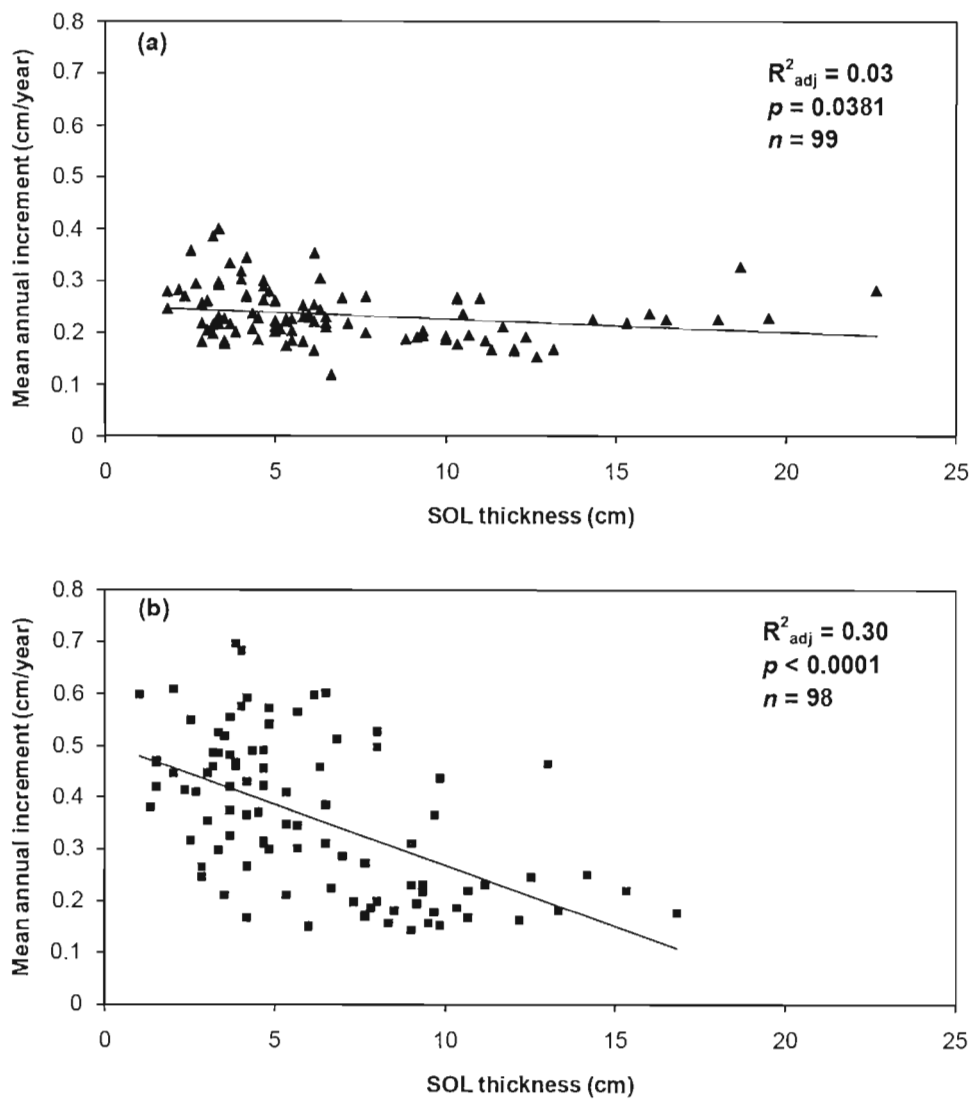 (a)
R²adj = 0.03
p = 0.0381
n = 99
Mean annual increment (cm/year)
0.8
0.7
0.6
0.5
0.4
0.3
0.2
0.1
0
0 5 10 15 20 25
SOL thickness (cm)
(b)
R²adj = 0.30
p < 0.0001
n = 98
Mean annual increment (cm/year)
0.8
0.7
0.6
0.5
0.4
0.3
0.2
0.1
0
0 5 10 15 20 25
SOL thickness (cm)